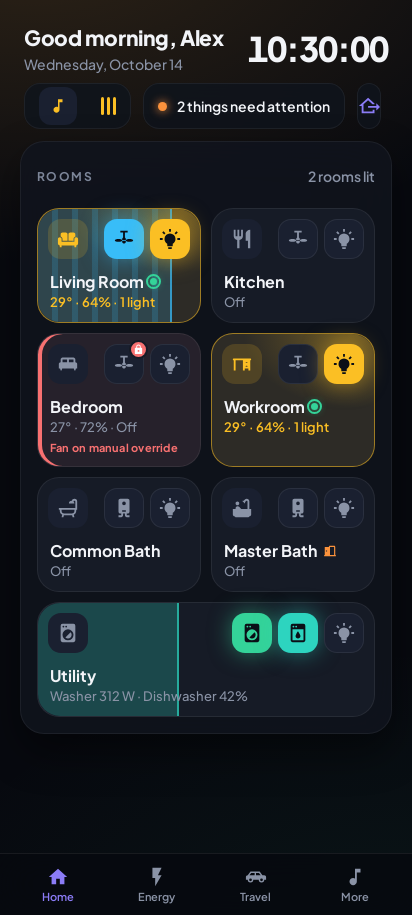 Good morning, Alex
10:30:00
Wednesday, October 14
2 things need attention
ROOMS
2 rooms lit
Living Room
29° · 64% · 1 light
Kitchen
Off
Bedroom
27° · 72% · Off
Fan on manual override
Workroom
29° · 64% · 1 light
Common Bath
Off
Master Bath
Off
Utility
Washer 312 W · Dishwasher 42%
Home
Energy
Travel
More